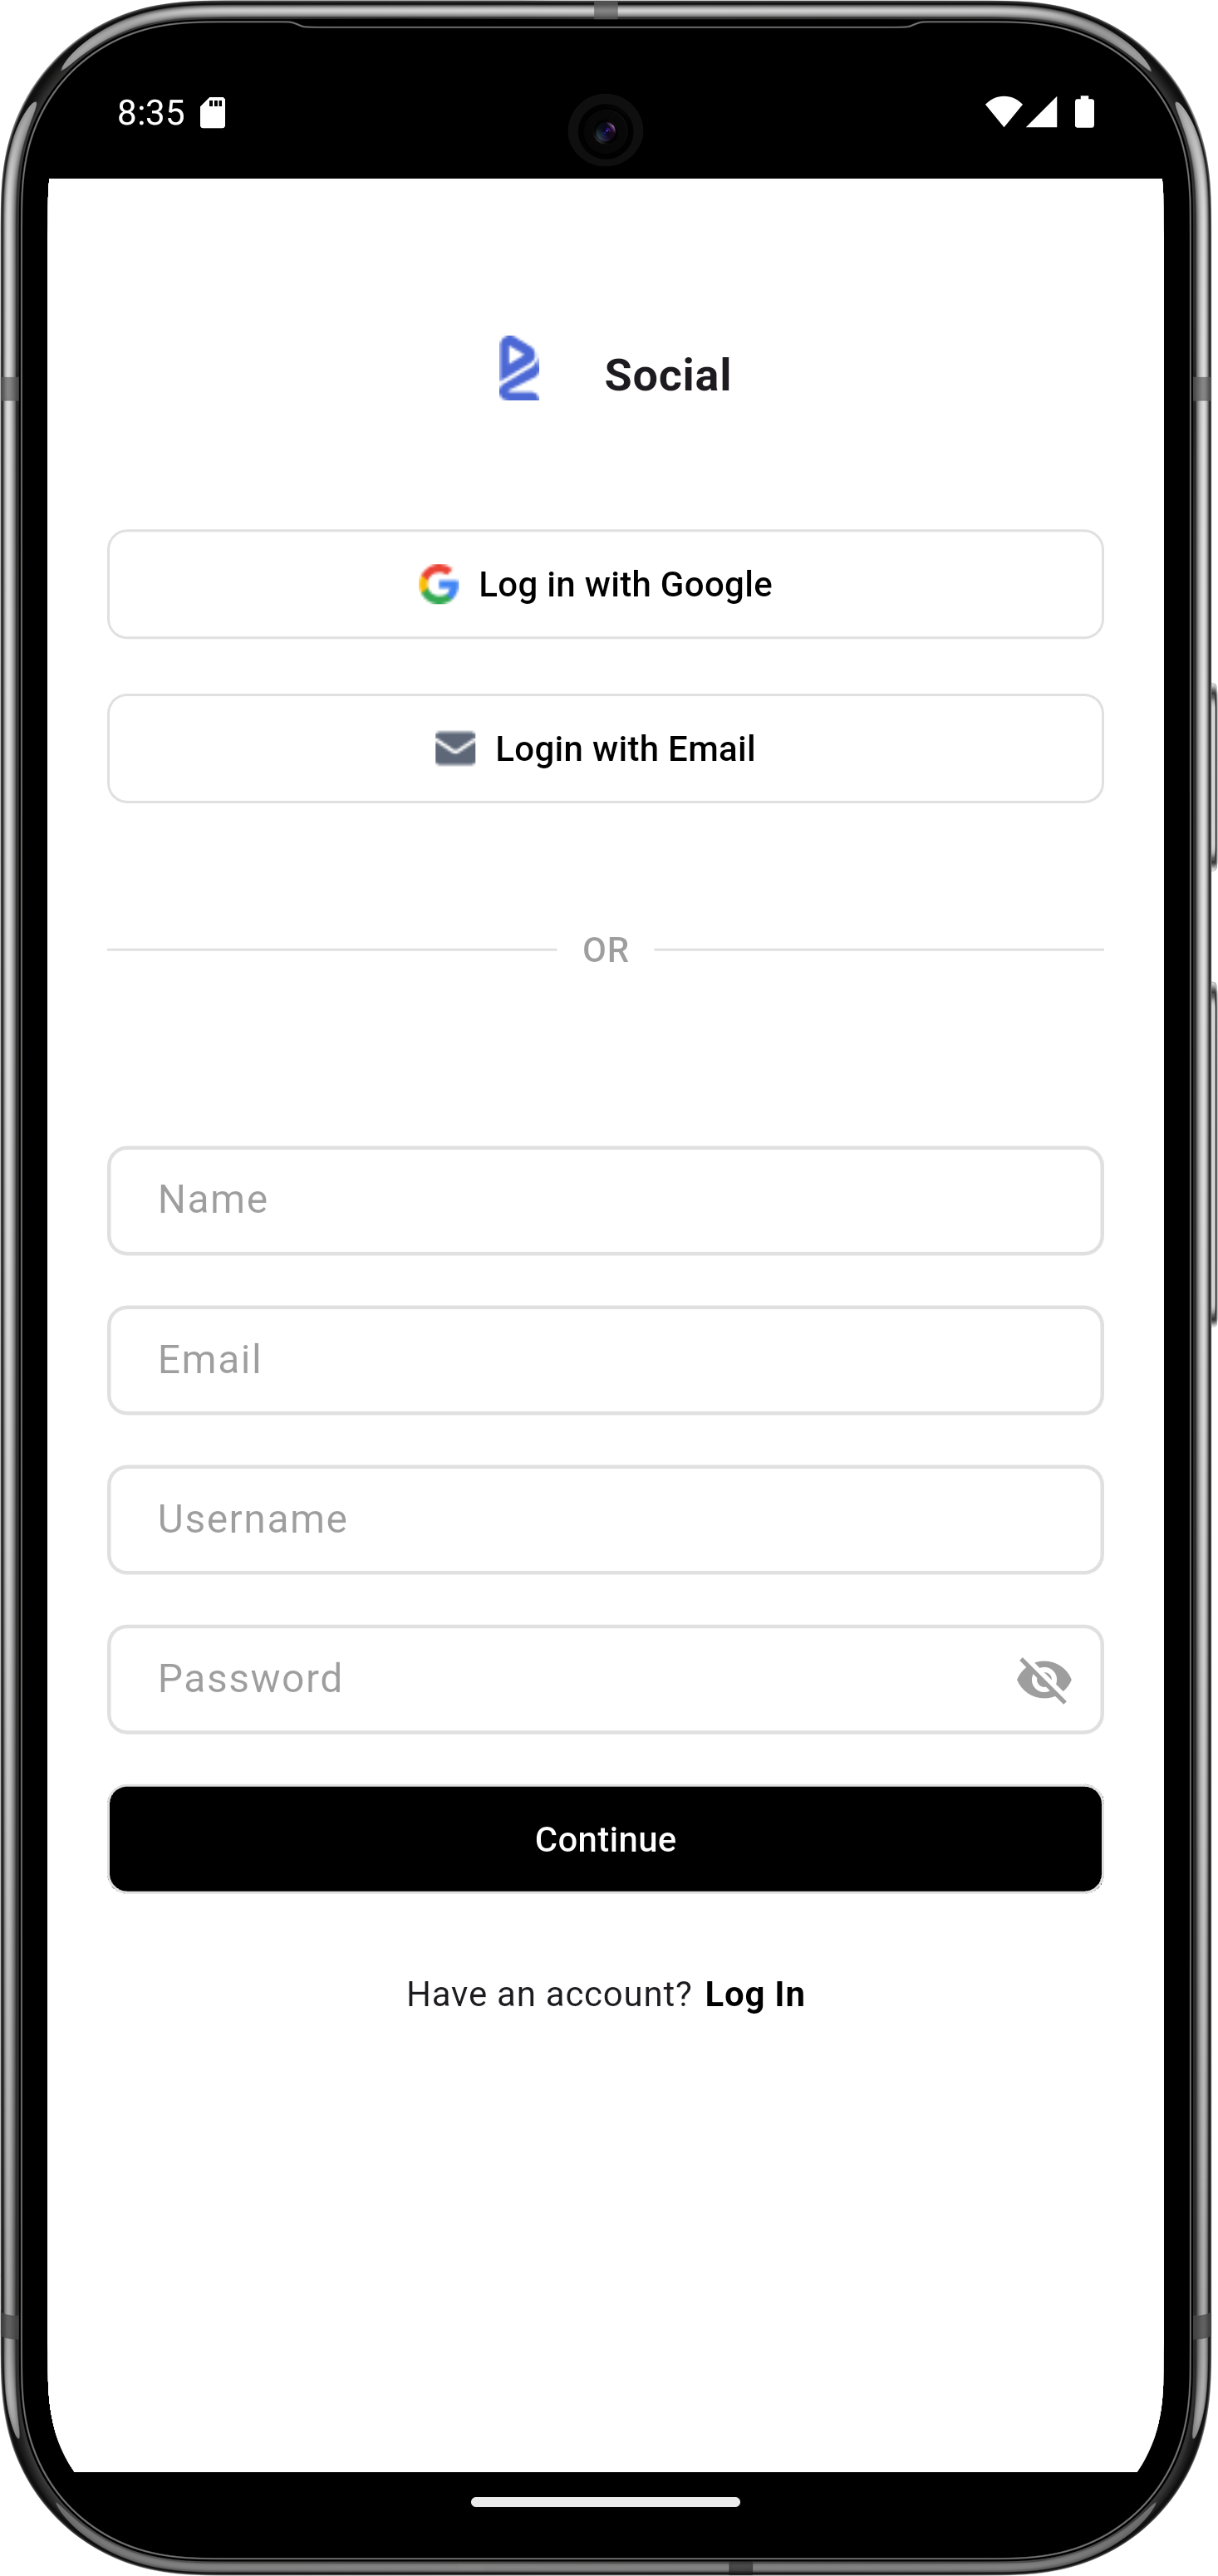 8:35
Social
Log in with Google
Login with Email
OR
Name
Email
Username
Password
Continue
Have an account? Log In